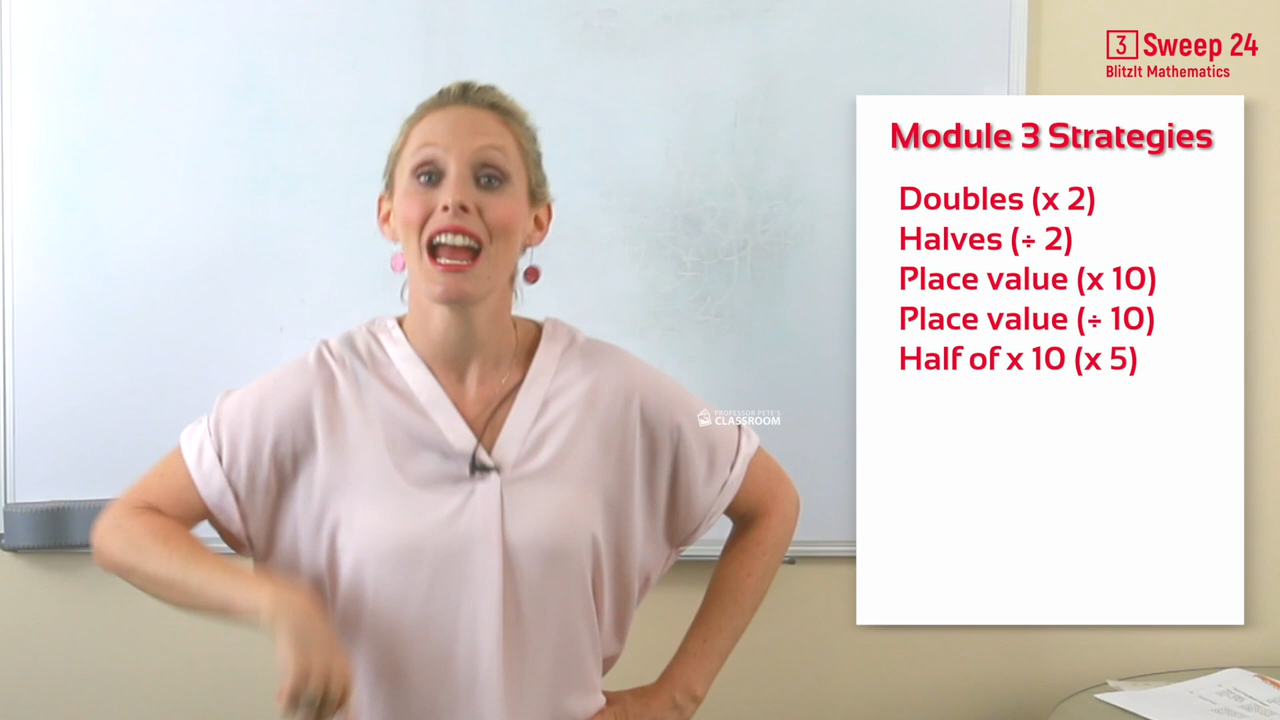 3 Sweep 24
BlitzIt Mathematics
Module 3 Strategies
Doubles (x 2)
Halves (÷ 2)
Place value (x 10)
Place value (÷ 10)
Half of x 10 (x 5)
PROFESSOR PETE'S
CLASSROOM